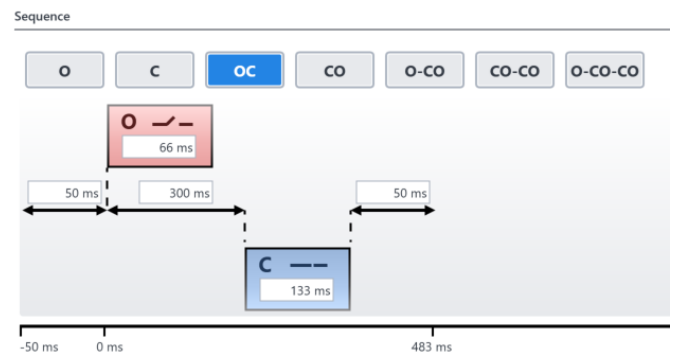 Sequence
O C OC CO O-CO CO-CO O-CO-CO
O
66 ms
50 ms 300 ms 50 ms
C
133 ms
-50 ms 0 ms 483 ms